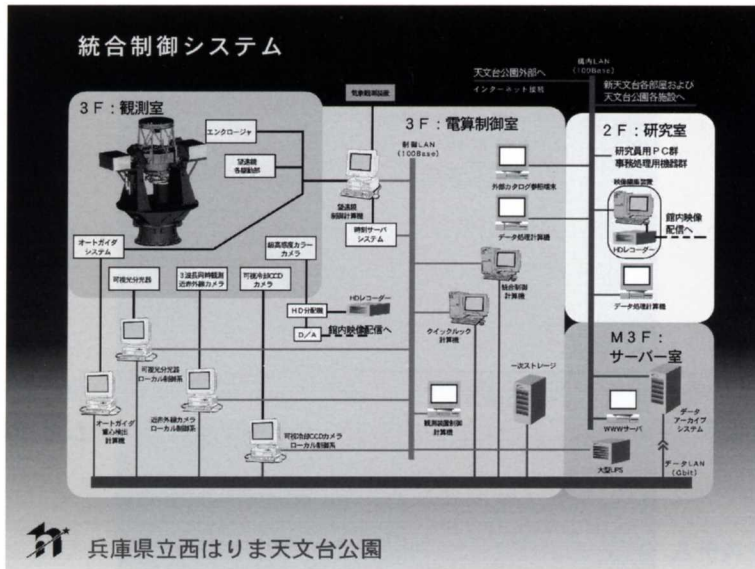 統合制御システム
構内LAN
(100Base)
天文台公園外部へ
インターネット接続
新天文台各部屋および
天文台公園各施設へ
3F：観測室
エンクロージャ
望遠鏡
各駆動部
オートガイダ
システム
3F：電算制御室
制御LAN
(100Base)
望遠鏡
制御計算機
時刻サーバ
システム
外部カタログ参照端末
データ処理計算機
統合制御
計算機
クイックルック
計算機
2F：研究室
研究員用PC群
事務処理用機器群
映像編集装置
HDレコーダー
館内映像
配信へ
データ処理計算機
超高感度カラー
カメラ
可視光分光器
3波長同時観測
近赤外線カメラ
可視冷却CCD
カメラ
HD分配機
HDレコーダー
D/A
館内映像配信へ
可視光分光器
ローカル制御系
オートガイダ
重心検出
計算機
近赤外線カメラ
ローカル制御系
可視冷却CCDカメラ
ローカル制御系
観測装置制御
計算機
一次ストレージ
M3F：
サーバー室
WWWサーバ
データ
アーカイブ
システム
大型UPS
データLAN
(Gbit)
兵庫県立西はりま天文台公園